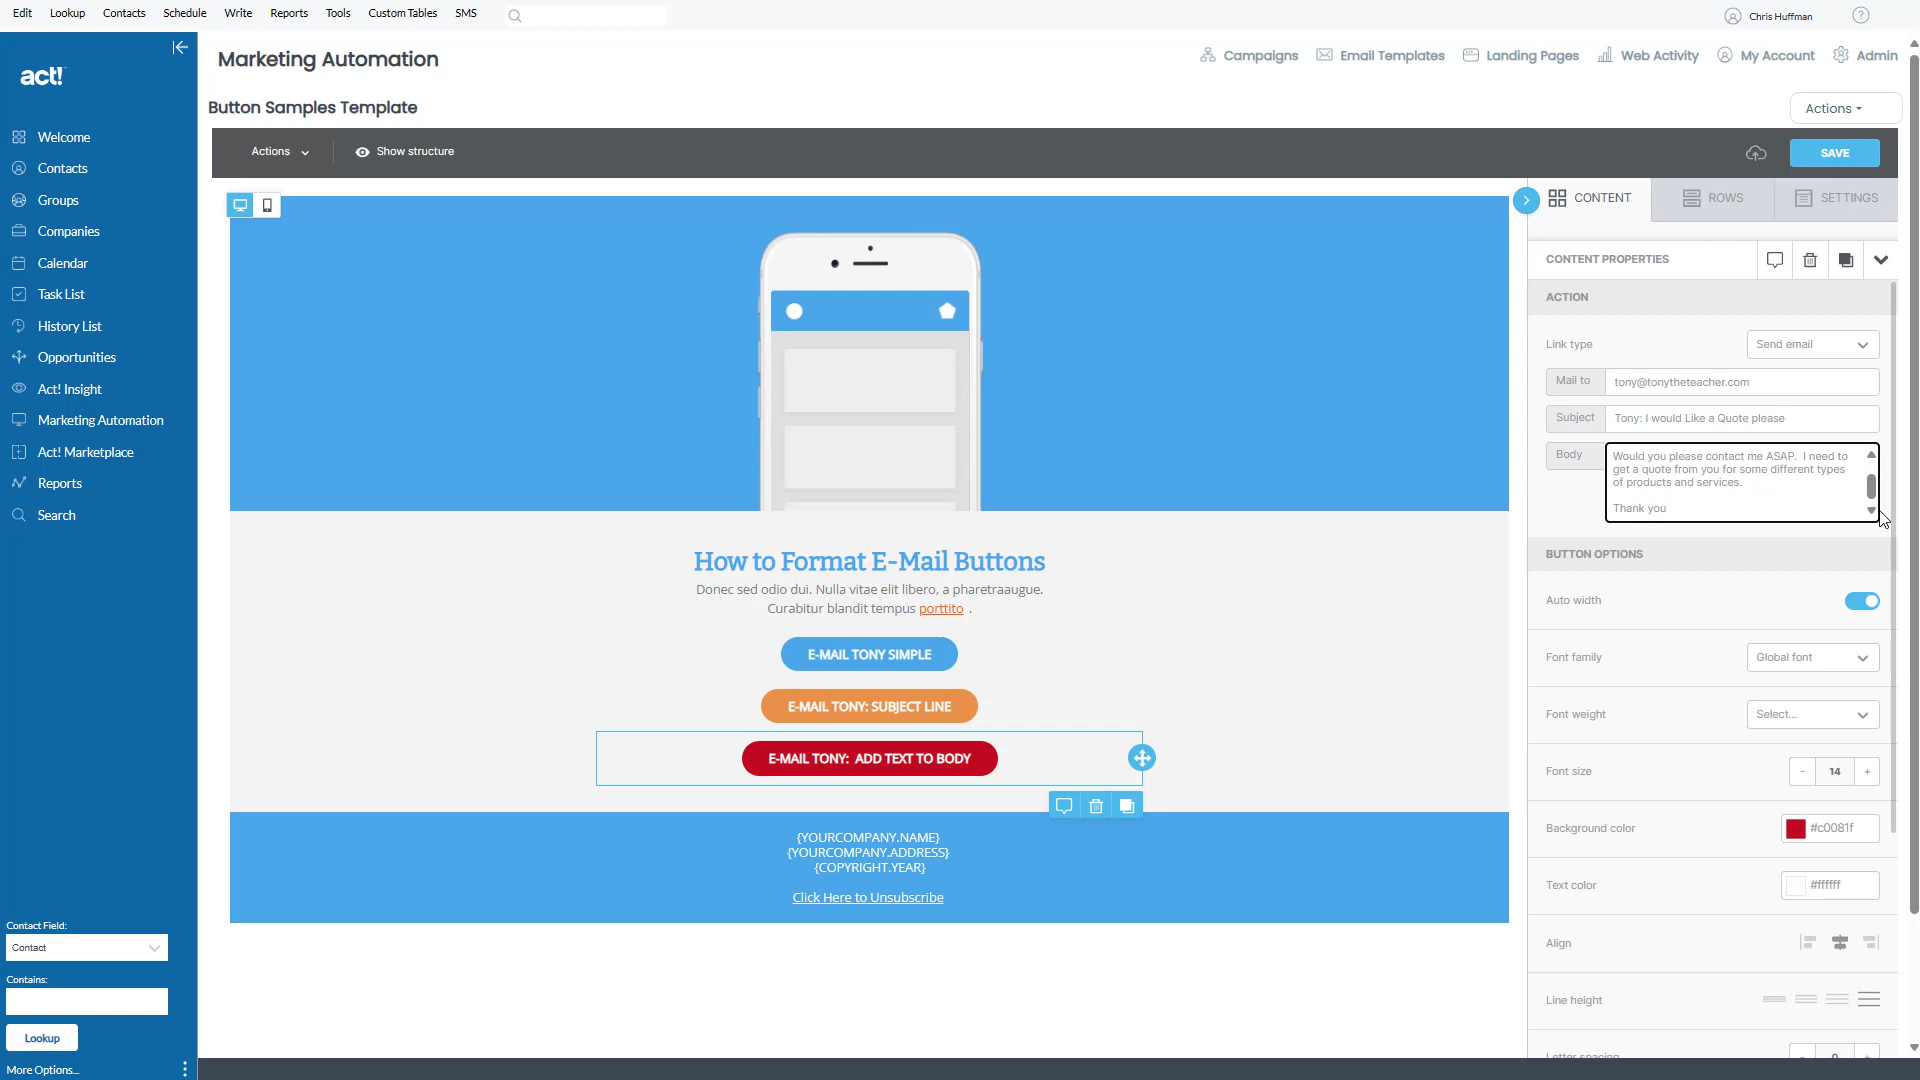 Edit Lookup Contacts Schedule Write Reports Tools Custom Tables SMS
Chris Huffman ?
act!
Marketing Automation
Campaigns Email Templates Landing Pages Web Activity My Account Admin
Button Samples Template
Actions
Actions Show structure
SAVE
Welcome
Contacts
Groups
Companies
Calendar
Task List
History List
Opportunities
Act! Insight
Marketing Automation
Act! Marketplace
Reports
Search
Contact Field:
Contact
Contains:
Lookup
More Options...
How to Format E-Mail Buttons
Donec sed odio dui. Nulla vitae elit libero, a pharetraaugue.
Curabitur blandit tempus porttito .
E-MAIL TONY SIMPLE
E-MAIL TONY: SUBJECT LINE
E-MAIL TONY: ADD TEXT TO BODY
{YOURCOMPANY.NAME}
{YOURCOMPANY.ADDRESS}
{COPYRIGHT.YEAR}
Click Here to Unsubscribe
CONTENT ROWS SETTINGS
CONTENT PROPERTIES
ACTION
Link type Send email
Mail to tony@tonytheteacher.com
Subject Tony: I would Like a Quote please
Body Would you please contact me ASAP. I need to
get a quote from you for some different types
of products and services.
Thank you
BUTTON OPTIONS
Auto width
Font family Global font
Font weight Select...
Font size - 14 +
Background color #c0081f
Text color #ffffff
Align
Line height
Letter spacing - 0 +